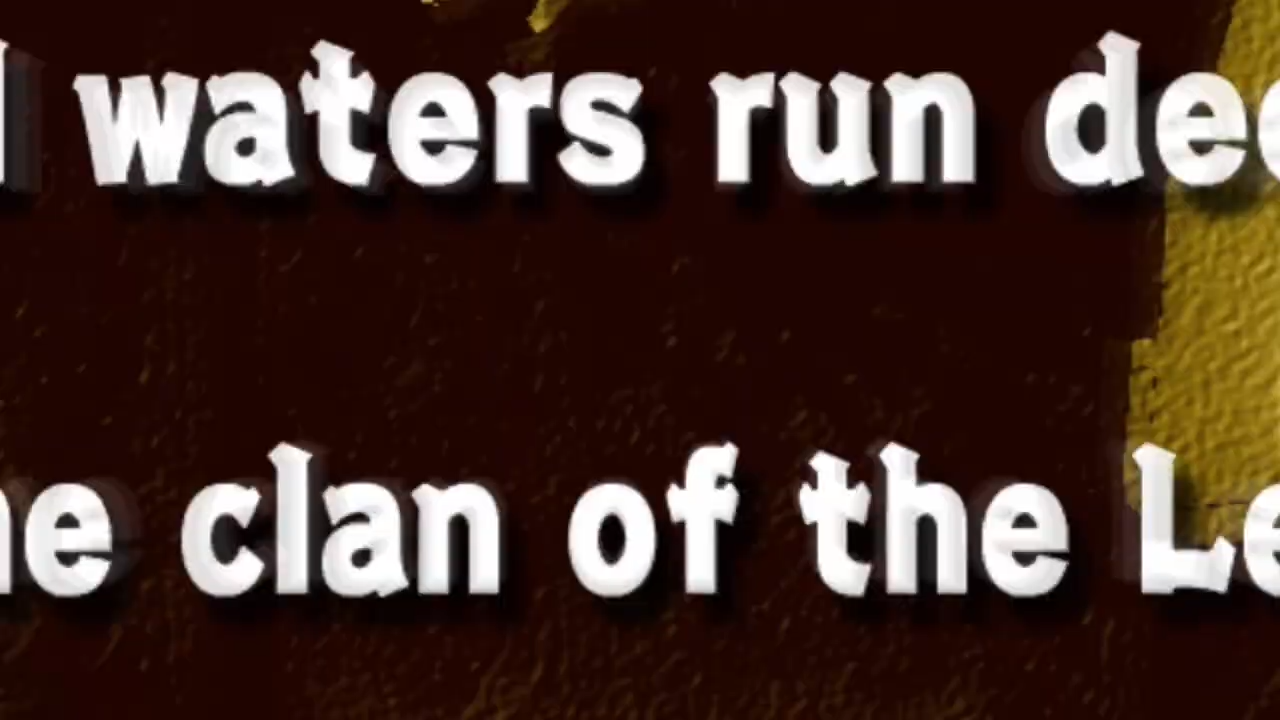 waters run
clan of the